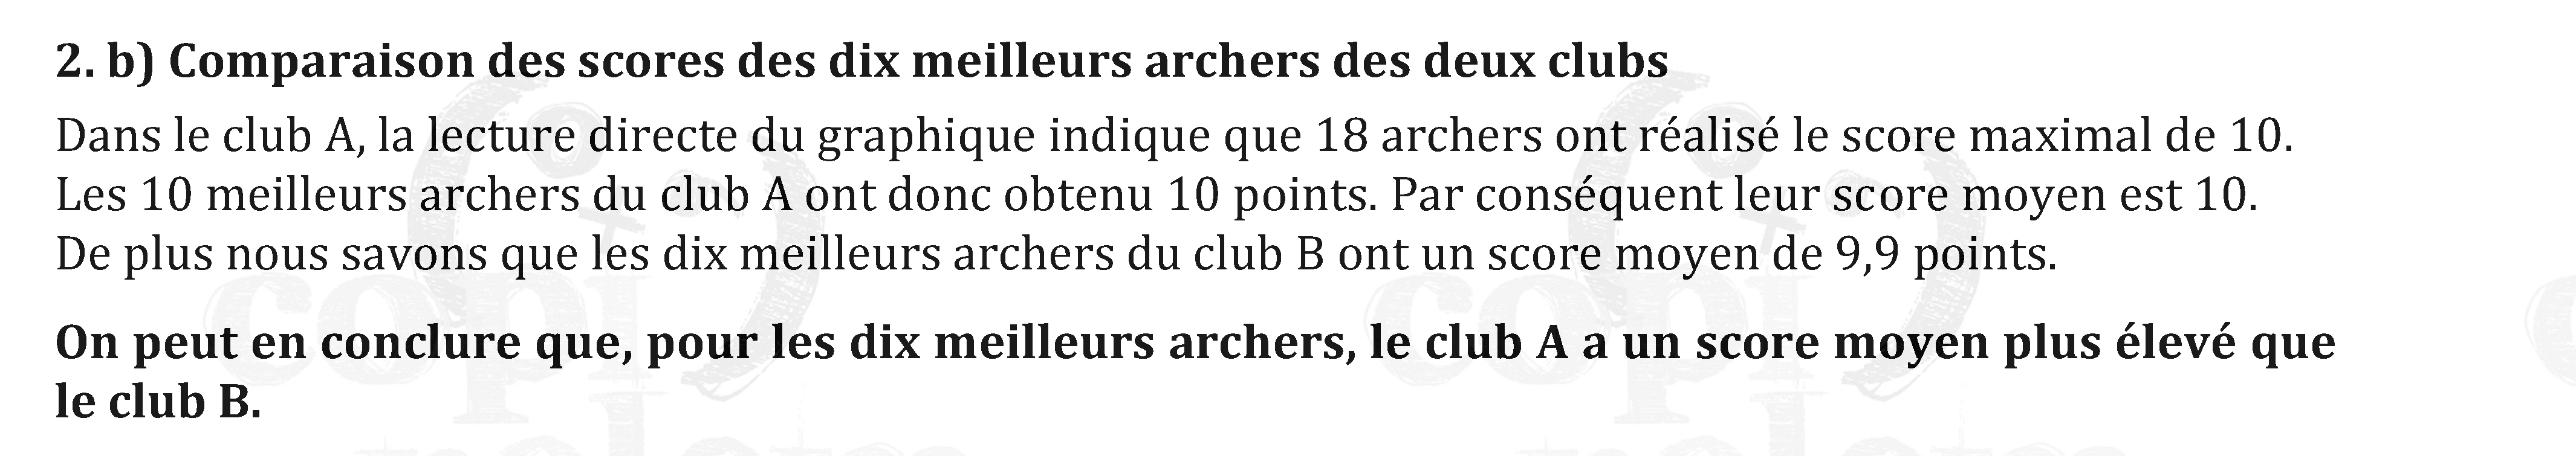 2. b) Comparaison des scores des dix meilleurs archers des deux clubs
Dans le club A, la lecture directe du graphique indique que 18 archers ont réalisé le score maximal de 10.
Les 10 meilleurs archers du club A ont donc obtenu 10 points. Par conséquent leur score moyen est 10.
De plus nous savons que les dix meilleurs archers du club B ont un score moyen de 9,9 points.
On peut en conclure que, pour les dix meilleurs archers, le club A a un score moyen plus élevé que
le club B.